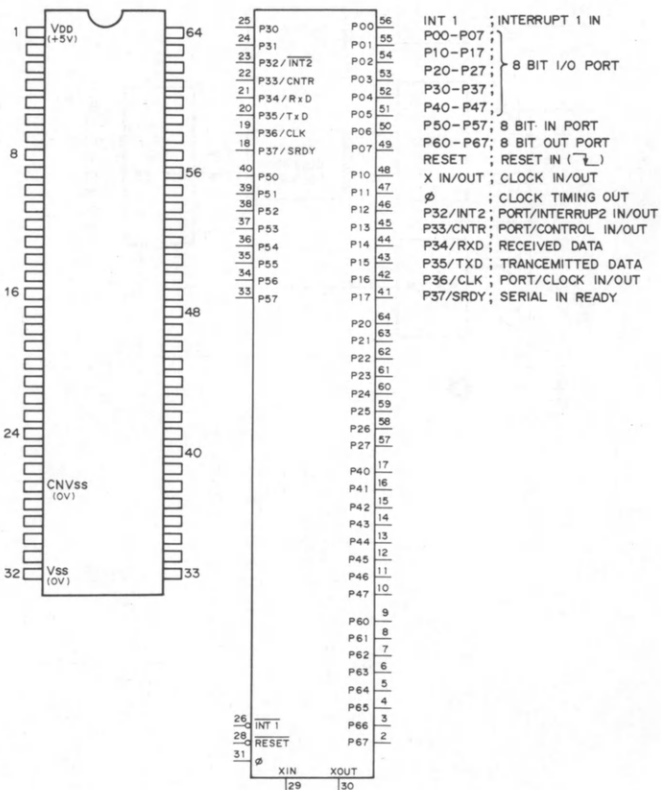 1 VDD 64
(+5V)
8
56
16
48
24
40
CNVss
(0V)
32 Vss 33
(0V)
25 P30
24 P31
23 P32/INT2
22 P33/CNTR
21 P34/RxD
20 P35/TxD
19 P36/CLK
18 P37/SRDY
40 P50
39 P51
38 P52
37 P53
36 P54
35 P55
34 P56
33 P57
26 INT 1
28 RESET
31 ø
XIN XOUT
29 30
P00 56
P01 55
P02 54
P03 53
P04 52
P05 51
P06 50
P07 49
P10 48
P11 47
P12 46
P13 45
P14 44
P15 43
P16 42
P17 41
P20 64
P21 63
P22 62
P23 61
P24 60
P25 59
P26 58
P27 57
P40 17
P41 16
P42 15
P43 14
P44 13
P45 12
P46 11
P47 10
P60 9
P61 8
P62 7
P63 6
P64 5
P65 4
P66 3
P67 2
INT 1 ; INTERRUPT 1 IN
P00-P07;
P10-P17;
P20-P27; 8 BIT I/O PORT
P30-P37;
P40-P47;
P50-P57; 8 BIT IN PORT
P60-P67; 8 BIT OUT PORT
RESET ; RESET IN ( )
X IN/OUT ; CLOCK IN/OUT
ø ; CLOCK TIMING OUT
P32/INT2 ; PORT/INTERRUP2 IN/OUT
P33/CNTR ; PORT/CONTROL IN/OUT
P34/RXD ; RECEIVED DATA
P35/TXD ; TRANCEMITTED DATA
P36/CLK ; PORT/CLOCK IN/OUT
P37/SRDY ; SERIAL IN READY